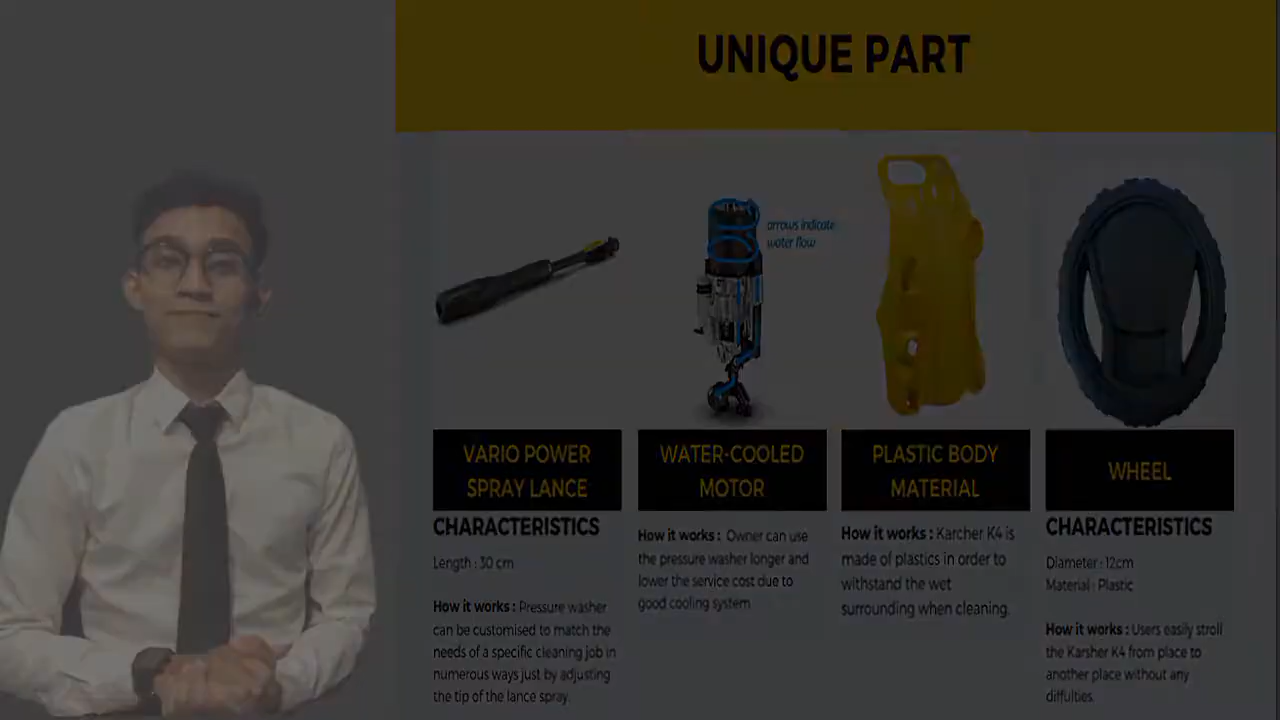 UNIQUE PART
arrows indicate
water flow
VARIO POWER
SPRAY LANCE
CHARACTERISTICS
Length : 30 cm
How it works : Pressure washer
can be customised to match the
needs of a specific cleaning job in
numerous ways just by adjusting
the tip of the lance spray.
WATER-COOLED
MOTOR
How it works : Owner can use
the pressure washer longer and
lower the service cost due to
good cooling system
PLASTIC BODY
MATERIAL
How it works : Karcher K4 is
made of plastics in order to
withstand the wet
surrounding when cleaning.
WHEEL
CHARACTERISTICS
Diameter : 12cm
Material : Plastic
How it works : Users easily stroll
the Karsher K4 from place to
another place without any
diffulties.